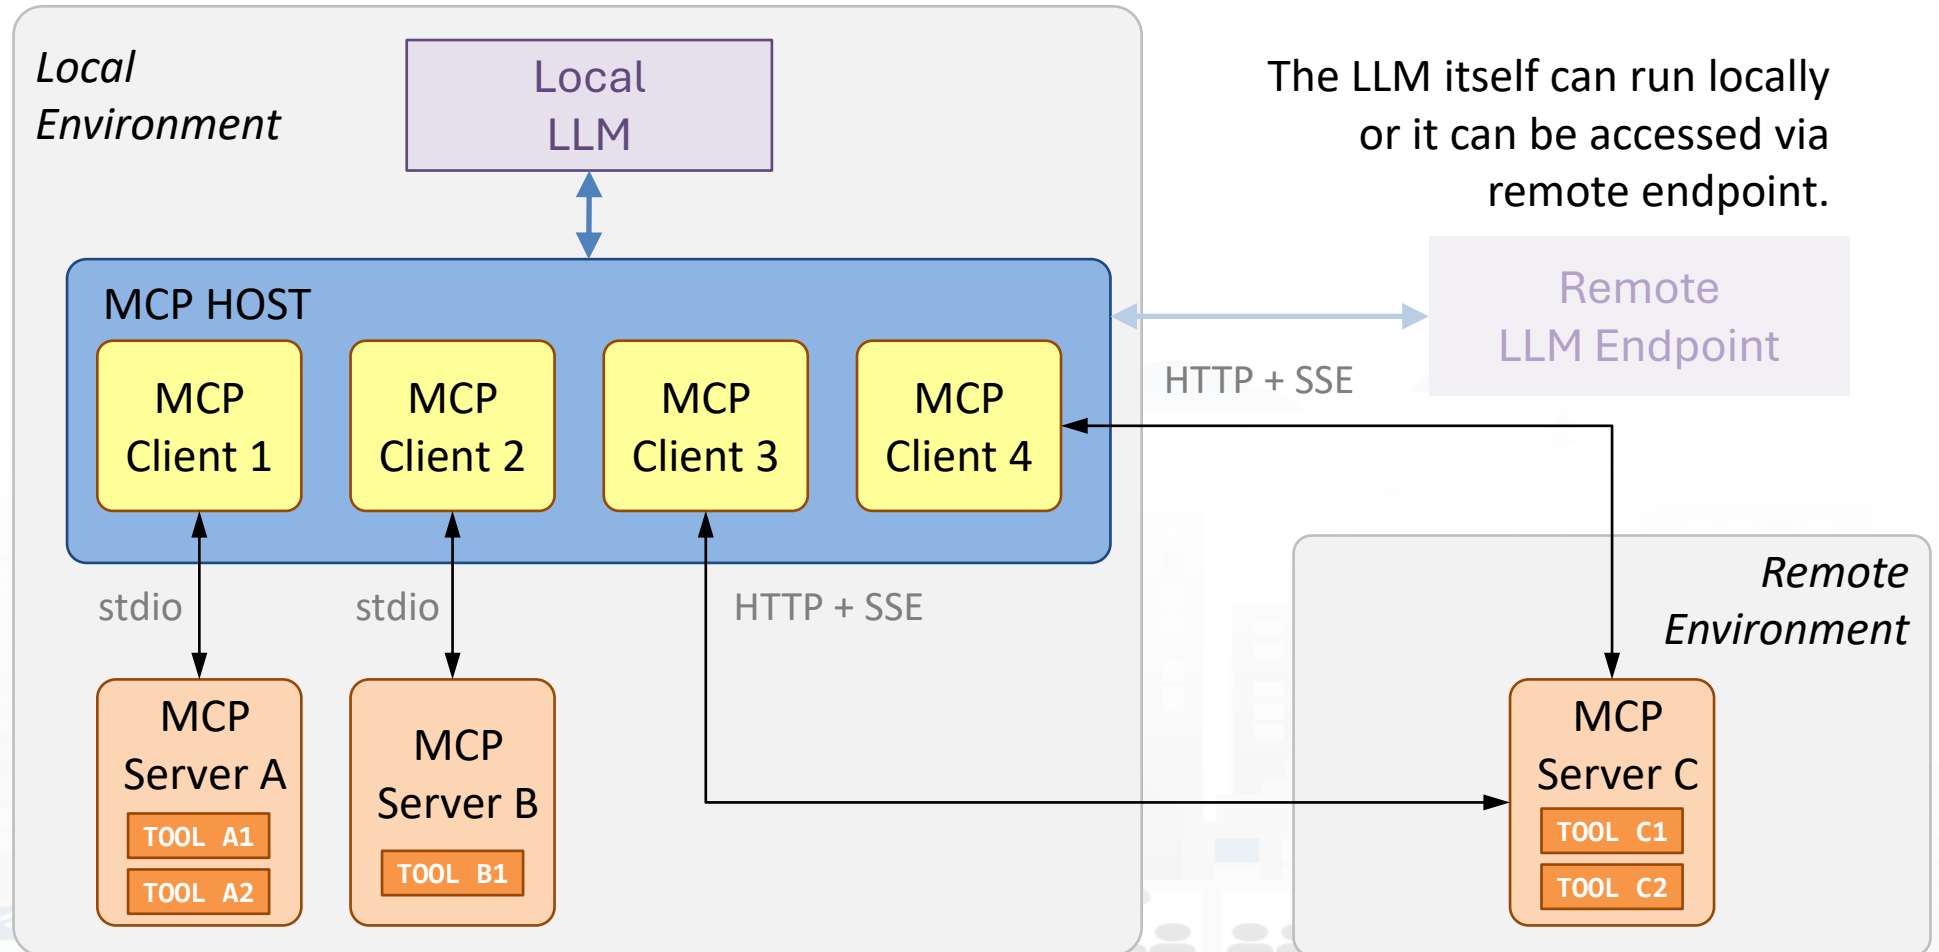 Local
Environment
Local
LLM
The LLM itself can run locally
or it can be accessed via
remote endpoint.
Remote
LLM Endpoint
MCP HOST
MCP
Client 1
MCP
Client 2
MCP
Client 3
MCP
Client 4
HTTP + SSE
stdio
stdio
HTTP + SSE
Remote
Environment
MCP
Server A
TOOL A1
TOOL A2
MCP
Server B
TOOL B1
MCP
Server C
TOOL C1
TOOL C2